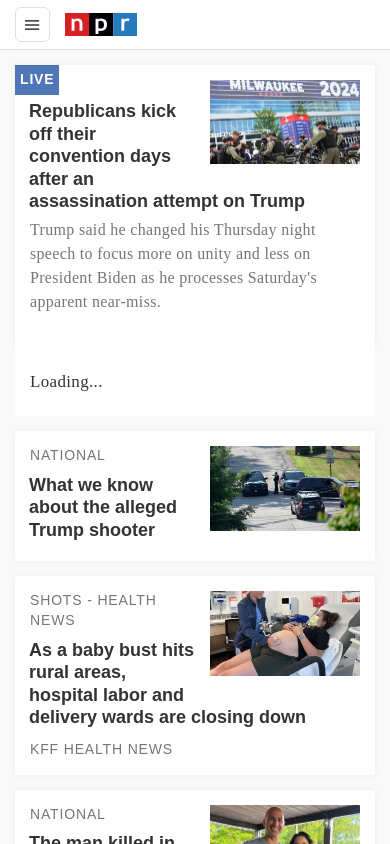 npr
LIVE
MILWAUKEE
2024
Republicans kick
off their
convention days
after an
assassination attempt on Trump
Trump said he changed his Thursday night
speech to focus more on unity and less on
President Biden as he processes Saturday's
apparent near-miss.
Loading...
NATIONAL
What we know
about the alleged
Trump shooter
SHOTS - HEALTH
NEWS
As a baby bust hits
rural areas,
hospital labor and
delivery wards are closing down
KFF HEALTH NEWS
NATIONAL
The man killed in